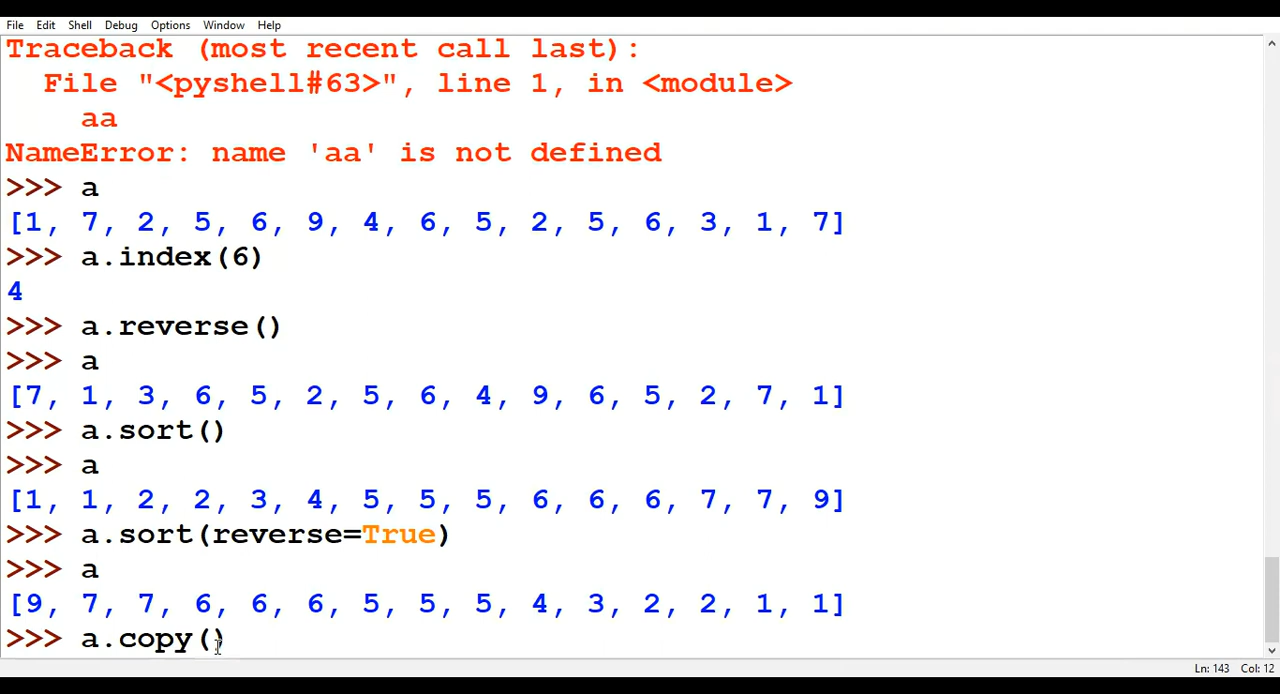 File Edit Shell Debug Options Window Help
Traceback (most recent call last):
  File "<pyshell#63>", line 1, in <module>
    aa
NameError: name 'aa' is not defined
>>> a
[1, 7, 2, 5, 6, 9, 4, 6, 5, 2, 5, 6, 3, 1, 7]
>>> a.index(6)
4
>>> a.reverse()
>>> a
[7, 1, 3, 6, 5, 2, 5, 6, 4, 9, 6, 5, 2, 7, 1]
>>> a.sort()
>>> a
[1, 1, 2, 2, 3, 4, 5, 5, 5, 6, 6, 6, 7, 7, 9]
>>> a.sort(reverse=True)
>>> a
[9, 7, 7, 6, 6, 6, 5, 5, 5, 4, 3, 2, 2, 1, 1]
>>> a.copy()
Ln: 143 Col: 12